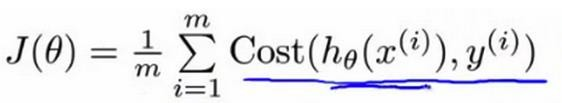 J(θ) = 1/m ∑_{i=1}^{m} Cost(h_θ(x^{(i)}), y^{(i)})